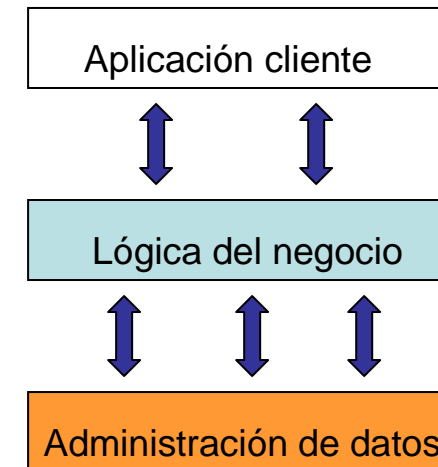 Aplicación cliente
Lógica del negocio
Administración de datos